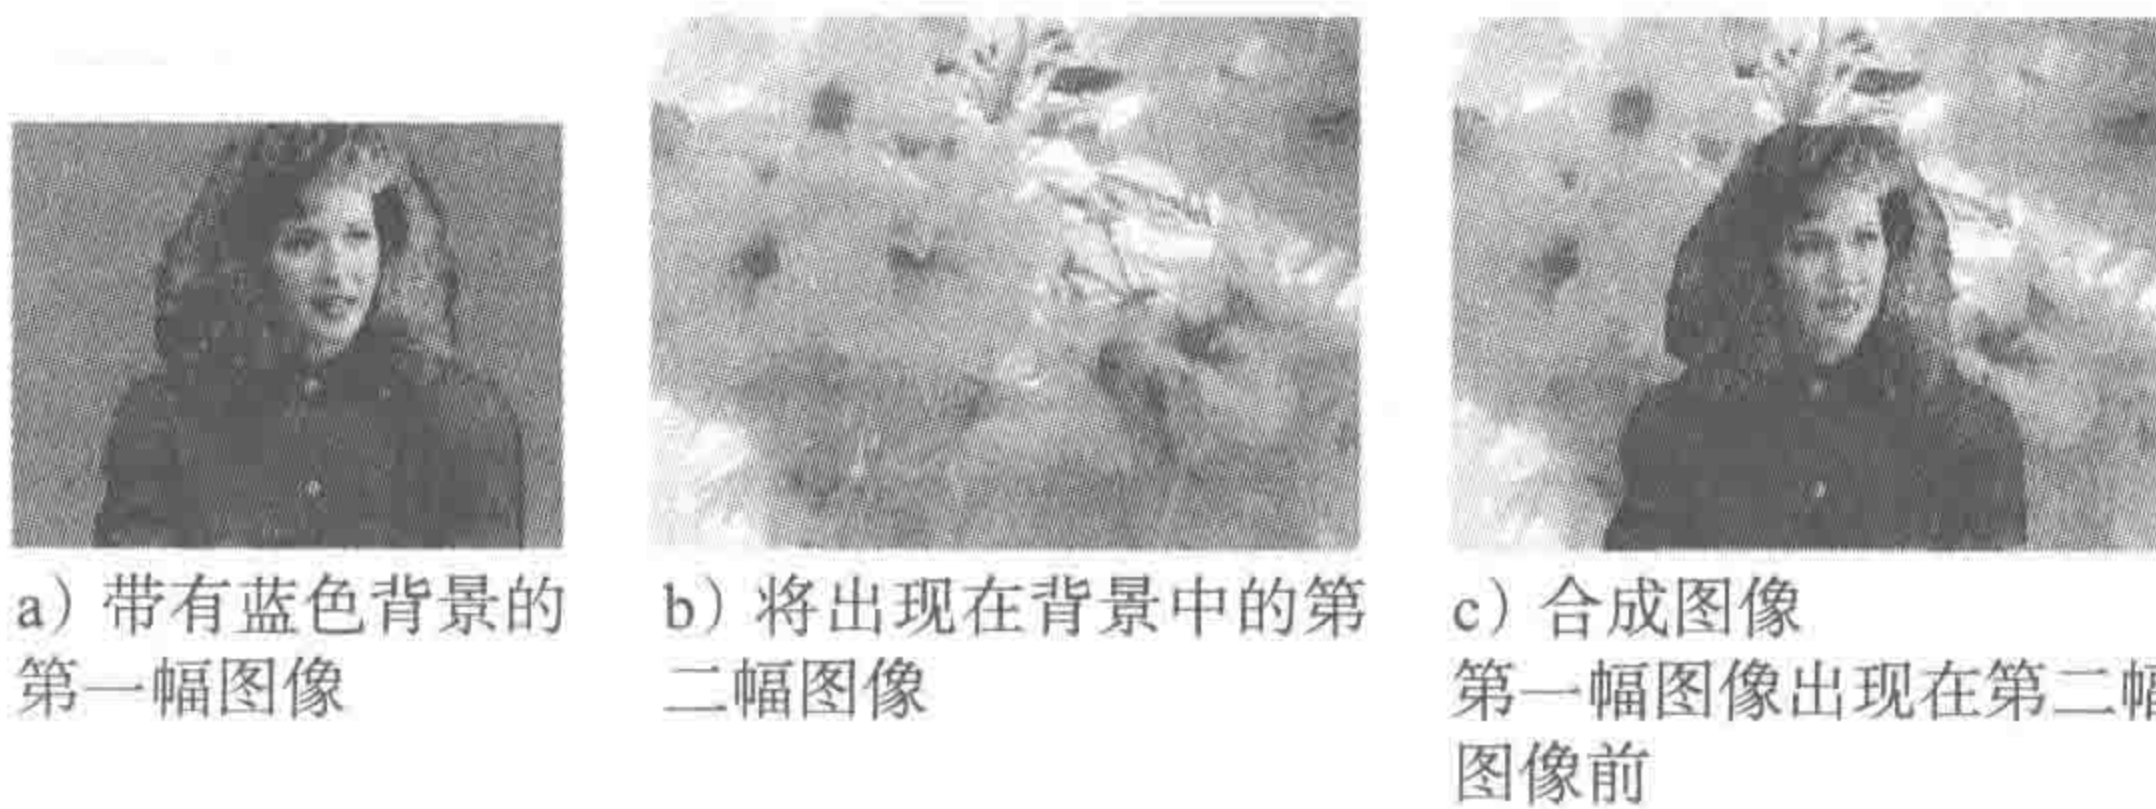 a) 带有蓝色背景的
第一幅图像
b) 将出现在背景中的第
二幅图像
c) 合成图像
第一幅图像出现在第二幅
图像前